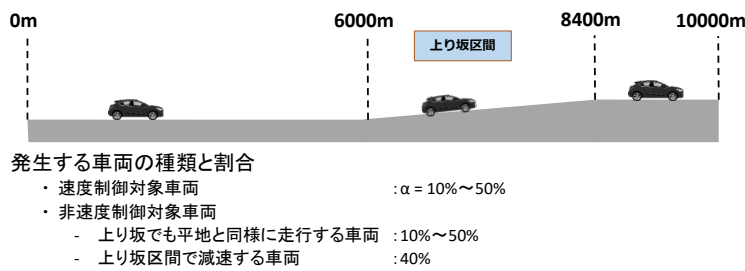 0m 6000m 8400m 10000m
上り坂区間
発生する車両の種類と割合
・ 速度制御対象車両 :α = 10%～50%
・ 非速度制御対象車両
- 上り坂でも平地と同様に走行する車両 :10%～50%
- 上り坂区間で減速する車両 :40%